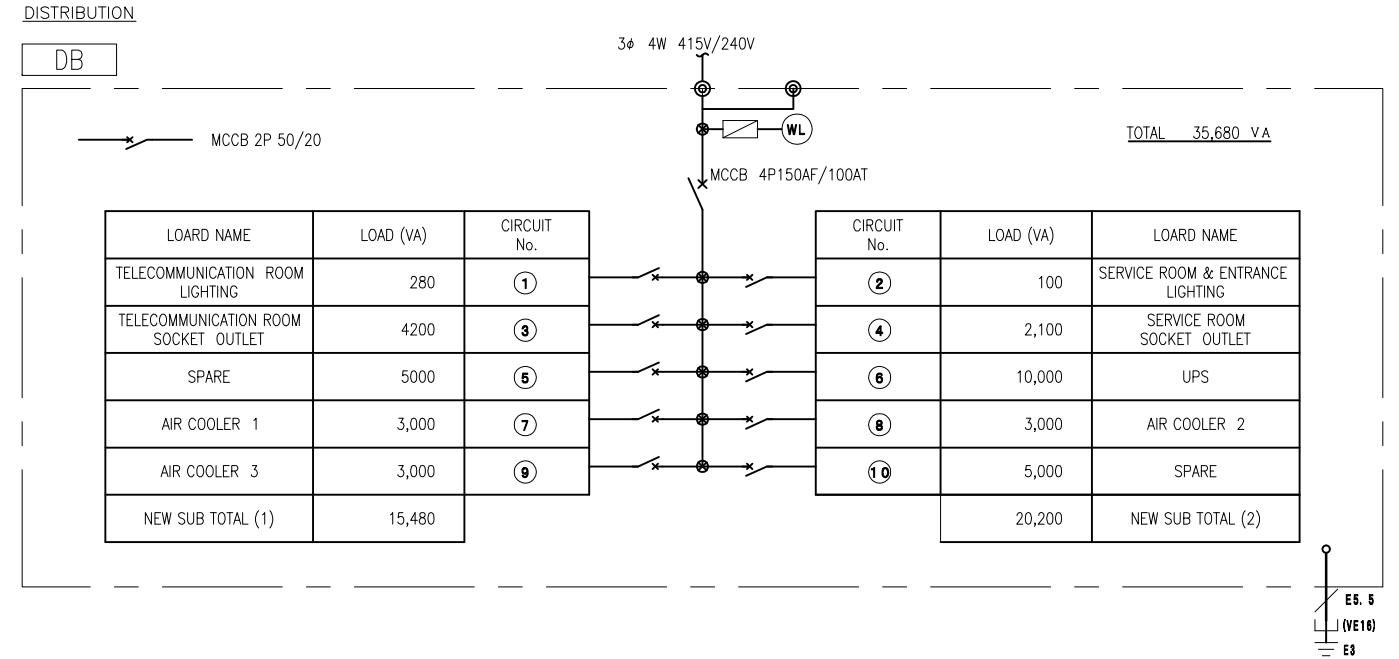 DISTRIBUTION
DB
3φ 4W 415V/240V
MCCB 2P 50/20
WL
TOTAL 35,680 VA
MCCB 4P150AF/100AT
LOARD NAME
LOAD (VA)
CIRCUIT
No.
TELECOMMUNICATION ROOM
LIGHTING
280
1
TELECOMMUNICATION ROOM
SOCKET OUTLET
4200
3
SPARE
5000
5
AIR COOLER 1
3,000
7
AIR COOLER 3
3,000
9
NEW SUB TOTAL (1)
15,480
CIRCUIT
No.
LOAD (VA)
LOARD NAME
2
100
SERVICE ROOM & ENTRANCE
LIGHTING
4
2,100
SERVICE ROOM
SOCKET OUTLET
6
10,000
UPS
8
3,000
AIR COOLER 2
10
5,000
SPARE
20,200
NEW SUB TOTAL (2)
E5. 5
(VE16)
E3